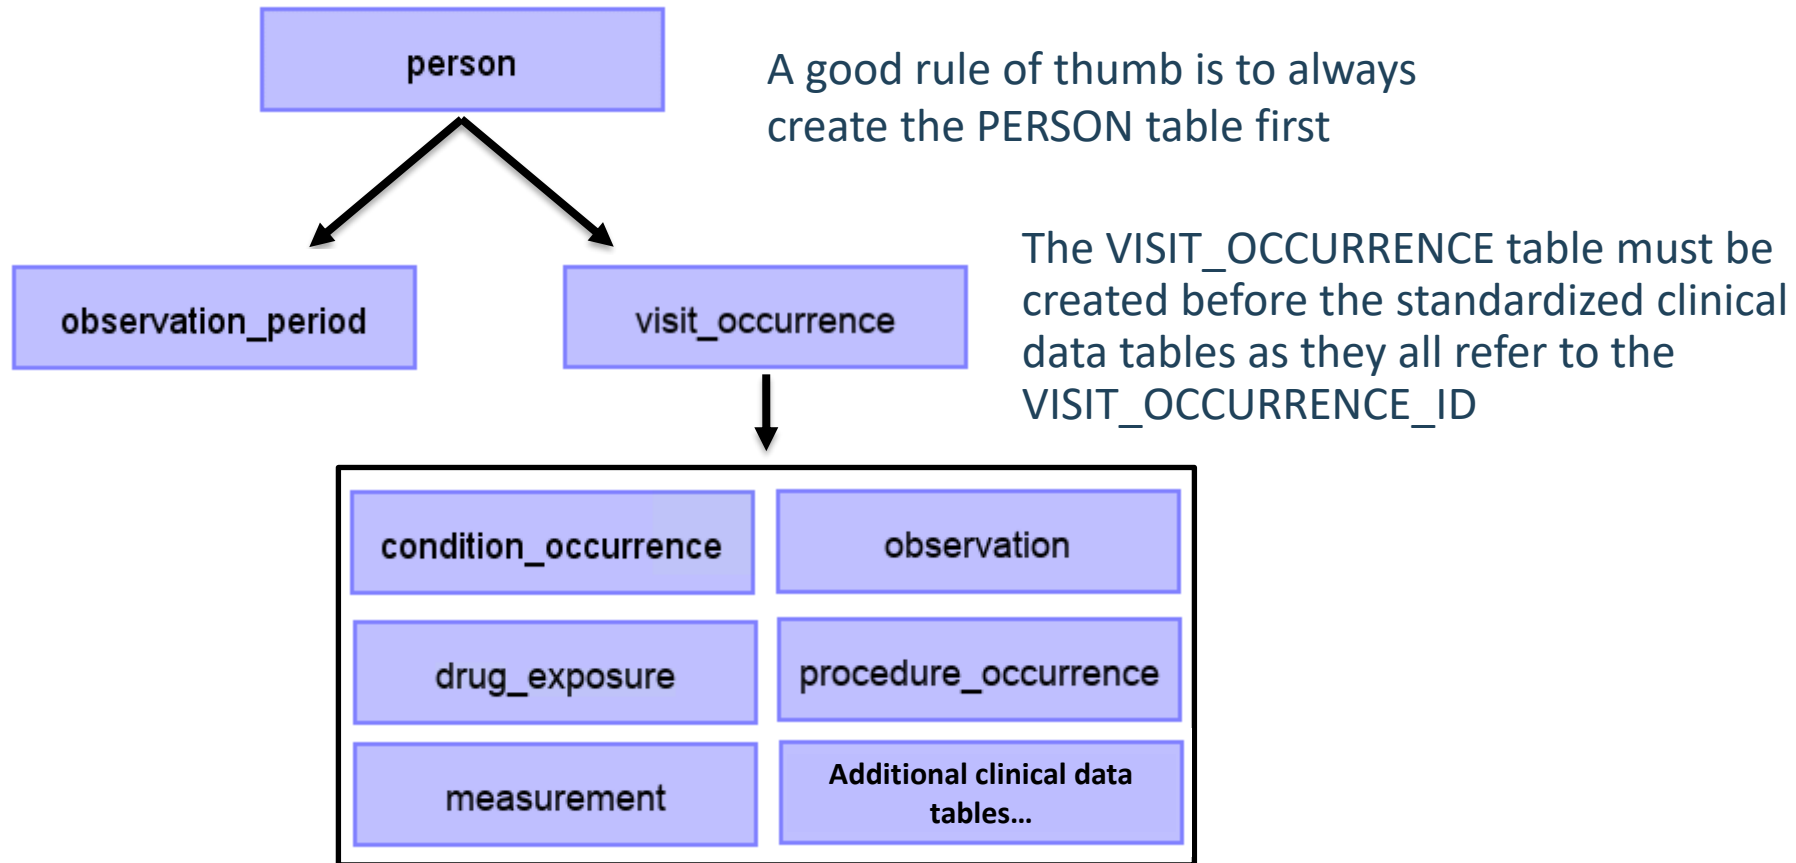 person
A good rule of thumb is to always
create the PERSON table first
The VISIT_OCCURRENCE table must be
created before the standardized clinical
data tables as they all refer to the
VISIT_OCCURRENCE_ID
observation_period
visit_occurrence
condition_occurrence
observation
drug_exposure
procedure_occurrence
measurement
Additional clinical data
tables…